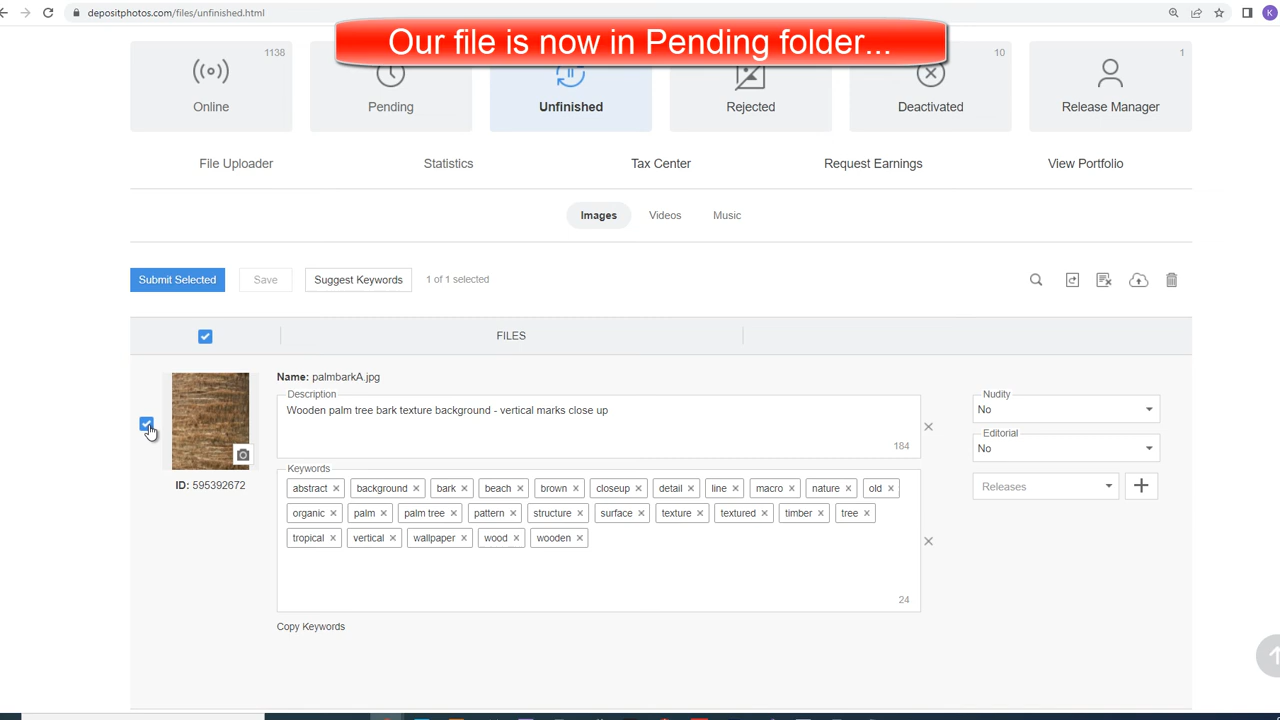 depositphotos.com/files/unfinished.html
K
Our file is now in Pending folder...
1138
10
1
Online
Pending
Unfinished
Rejected
Deactivated
Release Manager
File Uploader
Statistics
Tax Center
Request Earnings
View Portfolio
Images
Videos
Music
Submit Selected
Save
Suggest Keywords
1 of 1 selected
FILES
Name: palmbarkA.jpg
Description
Wooden palm tree bark texture background - vertical marks close up
184
Nudity
No
Editorial
No
Releases
ID: 595392672
Keywords
abstract × background × bark × beach × brown × closeup × detail × line × macro × nature × old ×
organic × palm × palm tree × pattern × structure × surface × texture × textured × timber × tree ×
tropical × vertical × wallpaper × wood × wooden ×
24
Copy Keywords